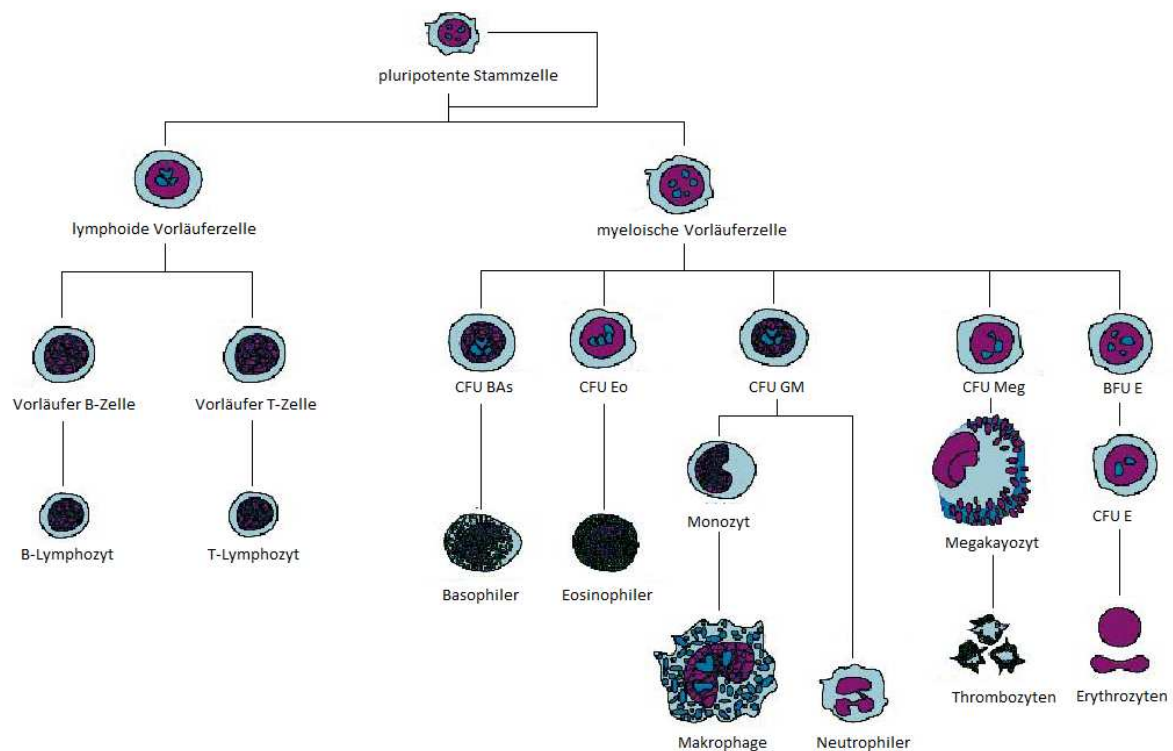 pluripotente Stammzelle
lymphoide Vorläuferzelle
myeloische Vorläuferzelle
Vorläufer B-Zelle
Vorläufer T-Zelle
CFU BAs
CFU Eo
CFU GM
CFU Meg
BFU E
B-Lymphozyt
T-Lymphozyt
Monozyt
Megakayozyt
CFU E
Basophiler
Eosinophiler
Makrophage
Neutrophiler
Thrombozyten
Erythrozyten